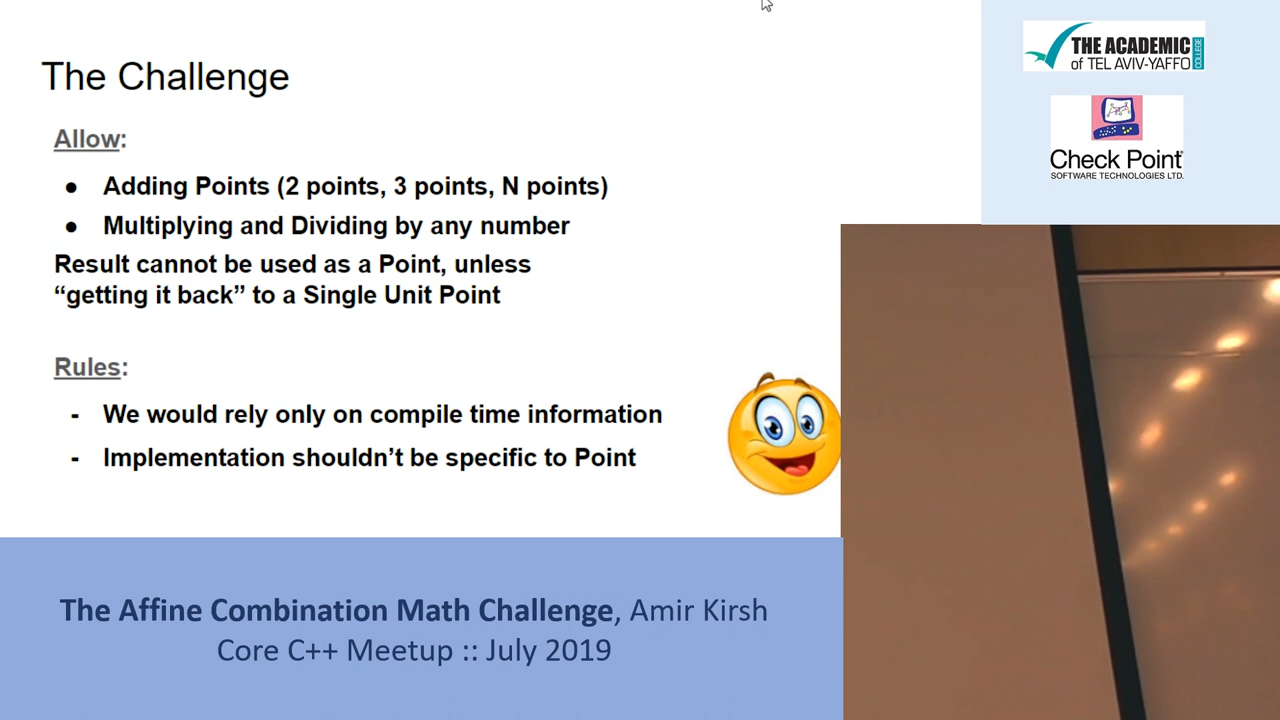 The Challenge
Allow:
● Adding Points (2 points, 3 points, N points)
● Multiplying and Dividing by any number
Result cannot be used as a Point, unless
“getting it back” to a Single Unit Point
Rules:
- We would rely only on compile time information
- Implementation shouldn’t be specific to Point
The Affine Combination Math Challenge, Amir Kirsh
Core C++ Meetup :: July 2019
THE ACADEMIC
of TEL AVIV-YAFFO
COLLEGE
Check Point
SOFTWARE TECHNOLOGIES LTD.